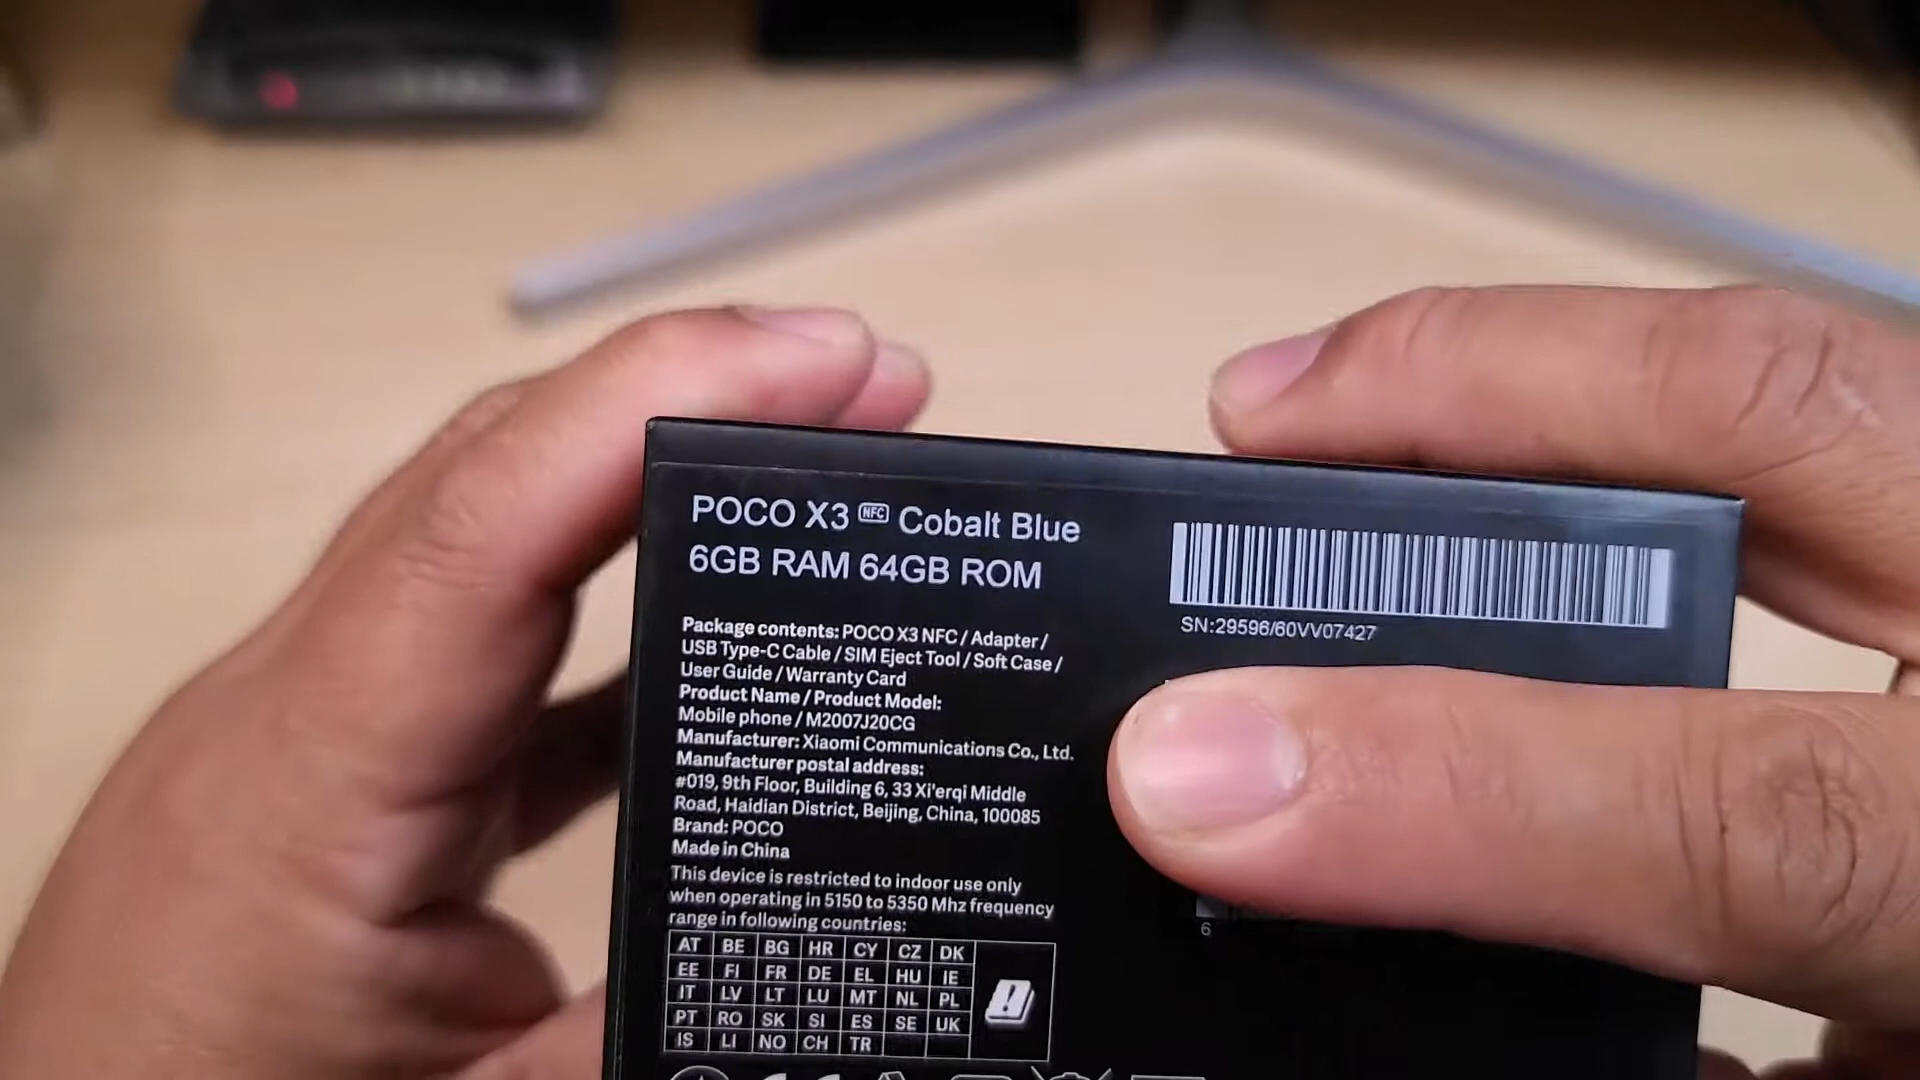 POCO X3 NFC Cobalt Blue
6GB RAM 64GB ROM
Package contents: POCO X3 NFC / Adapter /
USB Type-C Cable / SIM Eject Tool / Soft Case /
User Guide / Warranty Card
Product Name / Product Model:
Mobile phone / M2007J20CG
Manufacturer: Xiaomi Communications Co., Ltd.
Manufacturer postal address:
#019, 9th Floor, Building 6, 33 Xi'erqi Middle
Road, Haidian District, Beijing, China, 100085
Brand: POCO
Made in China
This device is restricted to indoor use only
when operating in 5150 to 5350 Mhz frequency
range in following countries:
AT BE BG HR CY CZ DK
EE FI FR DE EL HU IE
IT LV LT LU MT NL PL
PT RO SK SI ES SE UK
IS LI NO CH TR
!
SN:29596/60VV07427
6